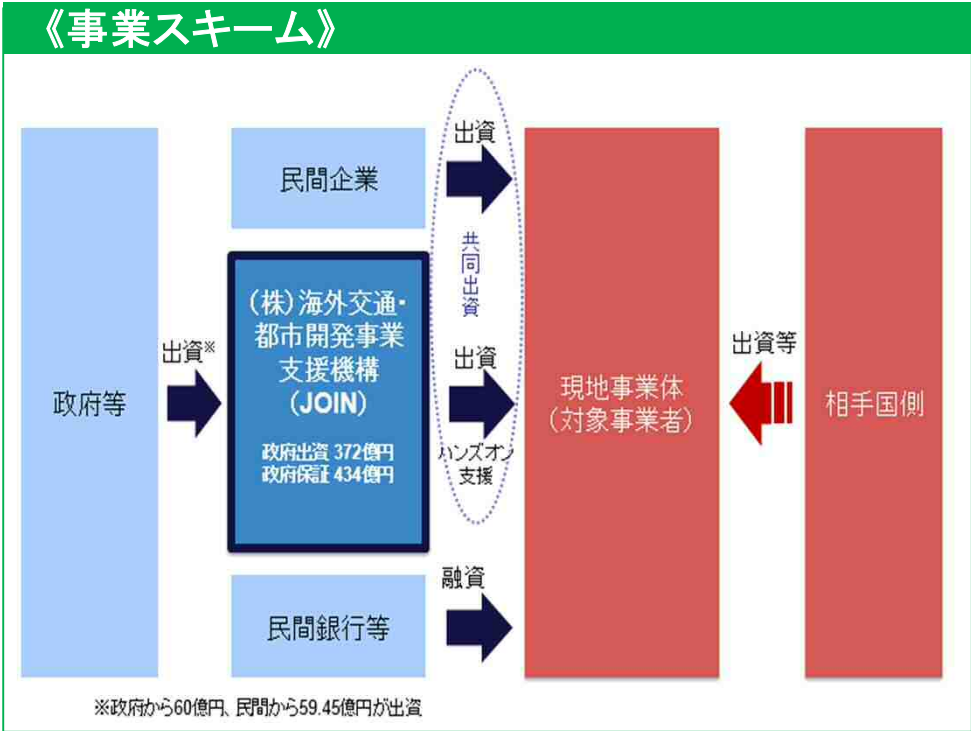 《事業スキーム》
政府等
出資※
民間企業
(株)海外交通・
都市開発事業
支援機構
(JOIN)
政府出資 372億円
政府保証 434億円
民間銀行等
出資
共同出資
出資
ハンズオン
支援
融資
現地事業体
(対象事業者)
出資等
相手国側
※政府から60億円、民間から59.45億円が出資